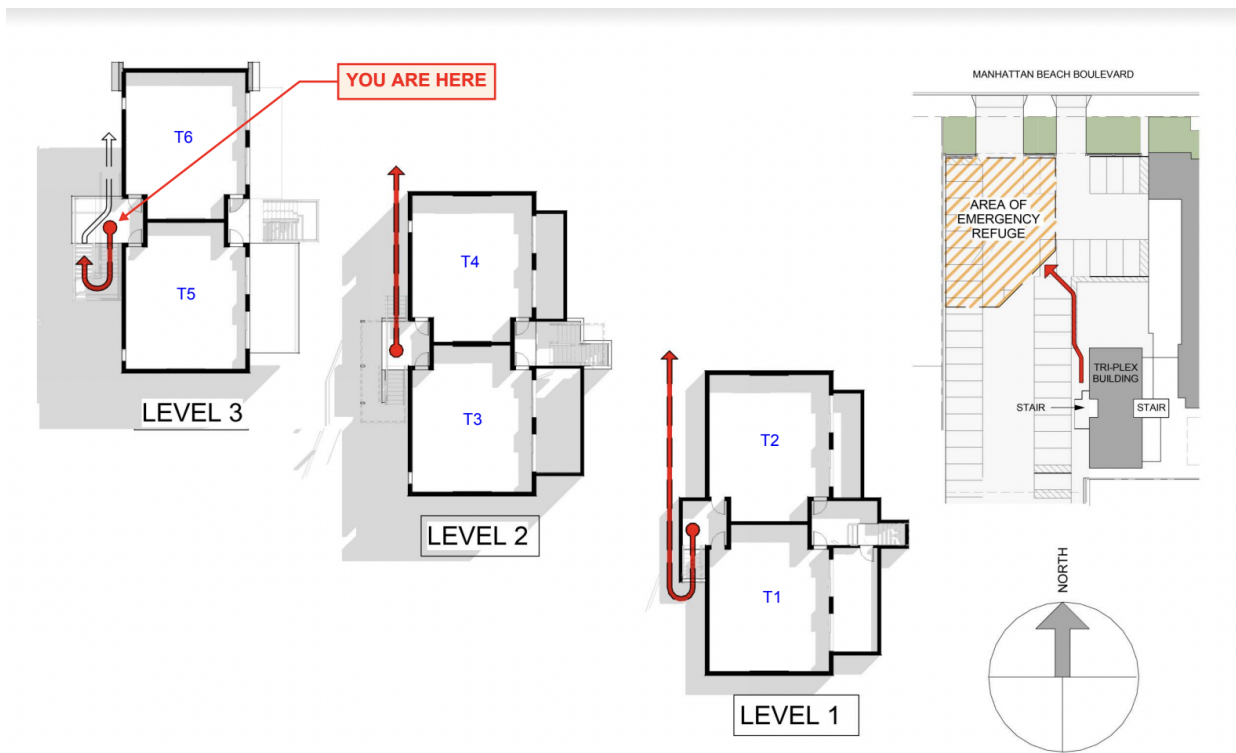 YOU ARE HERE
T6
T5
LEVEL 3
T4
T3
LEVEL 2
T2
T1
LEVEL 1
MANHATTAN BEACH BOULEVARD
AREA OF
EMERGENCY
REFUGE
TRI-PLEX
BUILDING
STAIR
STAIR
NORTH